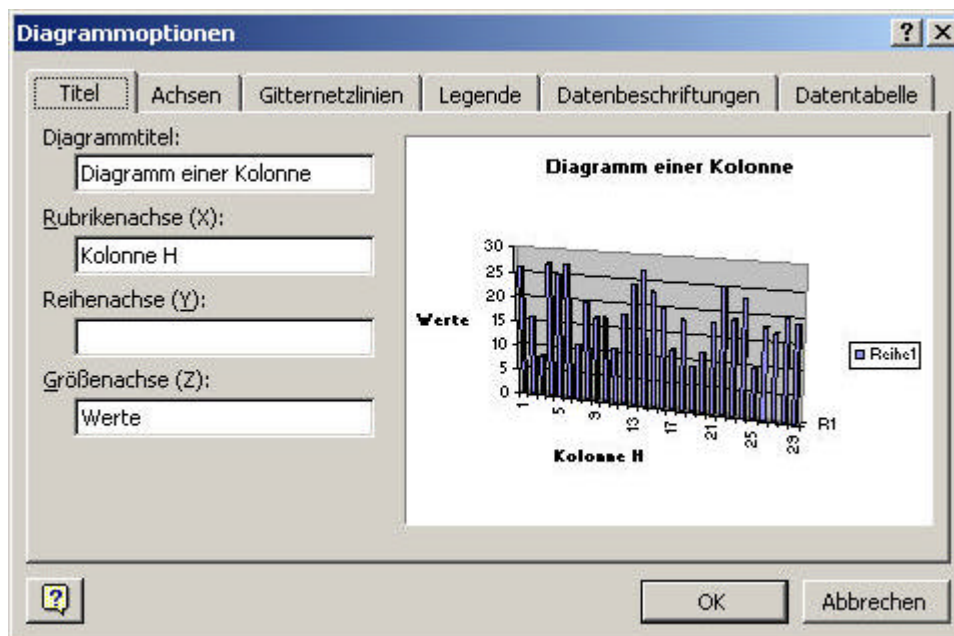 Diagrammoptionen
Titel
Achsen
Gitternetzlinien
Legende
Datenbeschriftungen
Datentabelle
Diagrammtitel:
Diagramm einer Kolonne
Rubrikenachse (X):
Kolonne H
Reihenachse (Y):
Größenachse (Z):
Werte
Diagramm einer Kolonne
30
25
20
15
10
5
0
Werte
1
5
9
13
17
21
25
29
R1
Kolonne H
Reihe1
OK
Abbrechen